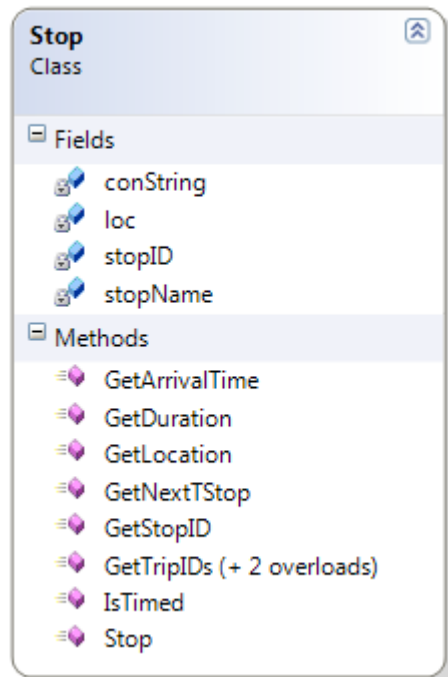 Stop
Class
Fields
conString
loc
stopID
stopName
Methods
GetArrivalTime
GetDuration
GetLocation
GetNextTStop
GetStopID
GetTripIDs (+ 2 overloads)
IsTimed
Stop